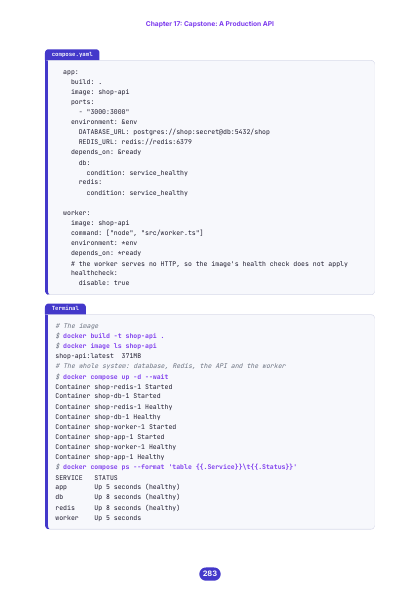 Chapter 17: Capstone: A Production API
compose.yaml
app:
build: .
image: shop-api
ports:
- "3000:3000"
environment: &env
DATABASE_URL: postgres://shop:secret@db:5432/shop
REDIS_URL: redis://redis:6379
depends_on: &ready
db:
condition: service_healthy
redis:
condition: service_healthy
worker:
image: shop-api
command: ["node", "src/worker.ts"]
environment: *env
depends_on: *ready
# the worker serves no HTTP, so the image's health check does not apply
healthcheck:
disable: true
Terminal
# The image
$ docker build -t shop-api .
$ docker image ls shop-api
shop-api:latest 371MB
# The whole system: database, Redis, the API and the worker
$ docker compose up -d --wait
Container shop-redis-1 Started
Container shop-db-1 Started
Container shop-redis-1 Healthy
Container shop-db-1 Healthy
Container shop-worker-1 Started
Container shop-app-1 Started
Container shop-worker-1 Healthy
Container shop-app-1 Healthy
$ docker compose ps --format 'table {{.Service}}\t{{.Status}}'
SERVICE STATUS
app Up 5 seconds (healthy)
db Up 8 seconds (healthy)
redis Up 8 seconds (healthy)
worker Up 5 seconds
283